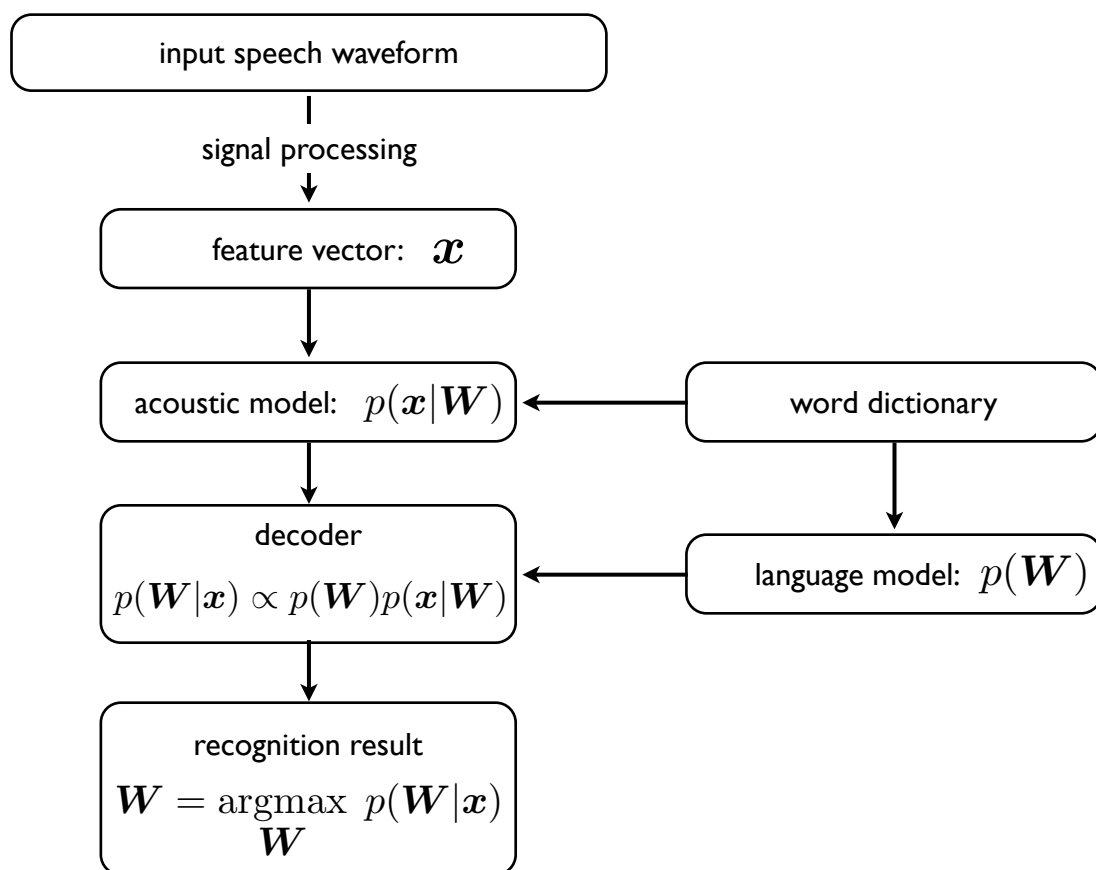 input speech waveform
signal processing
feature vector: x
acoustic model: p(x|W)
word dictionary
decoder
p(W|x) ∝ p(W)p(x|W)
language model: p(W)
recognition result
W = argmax p(W|x)
W